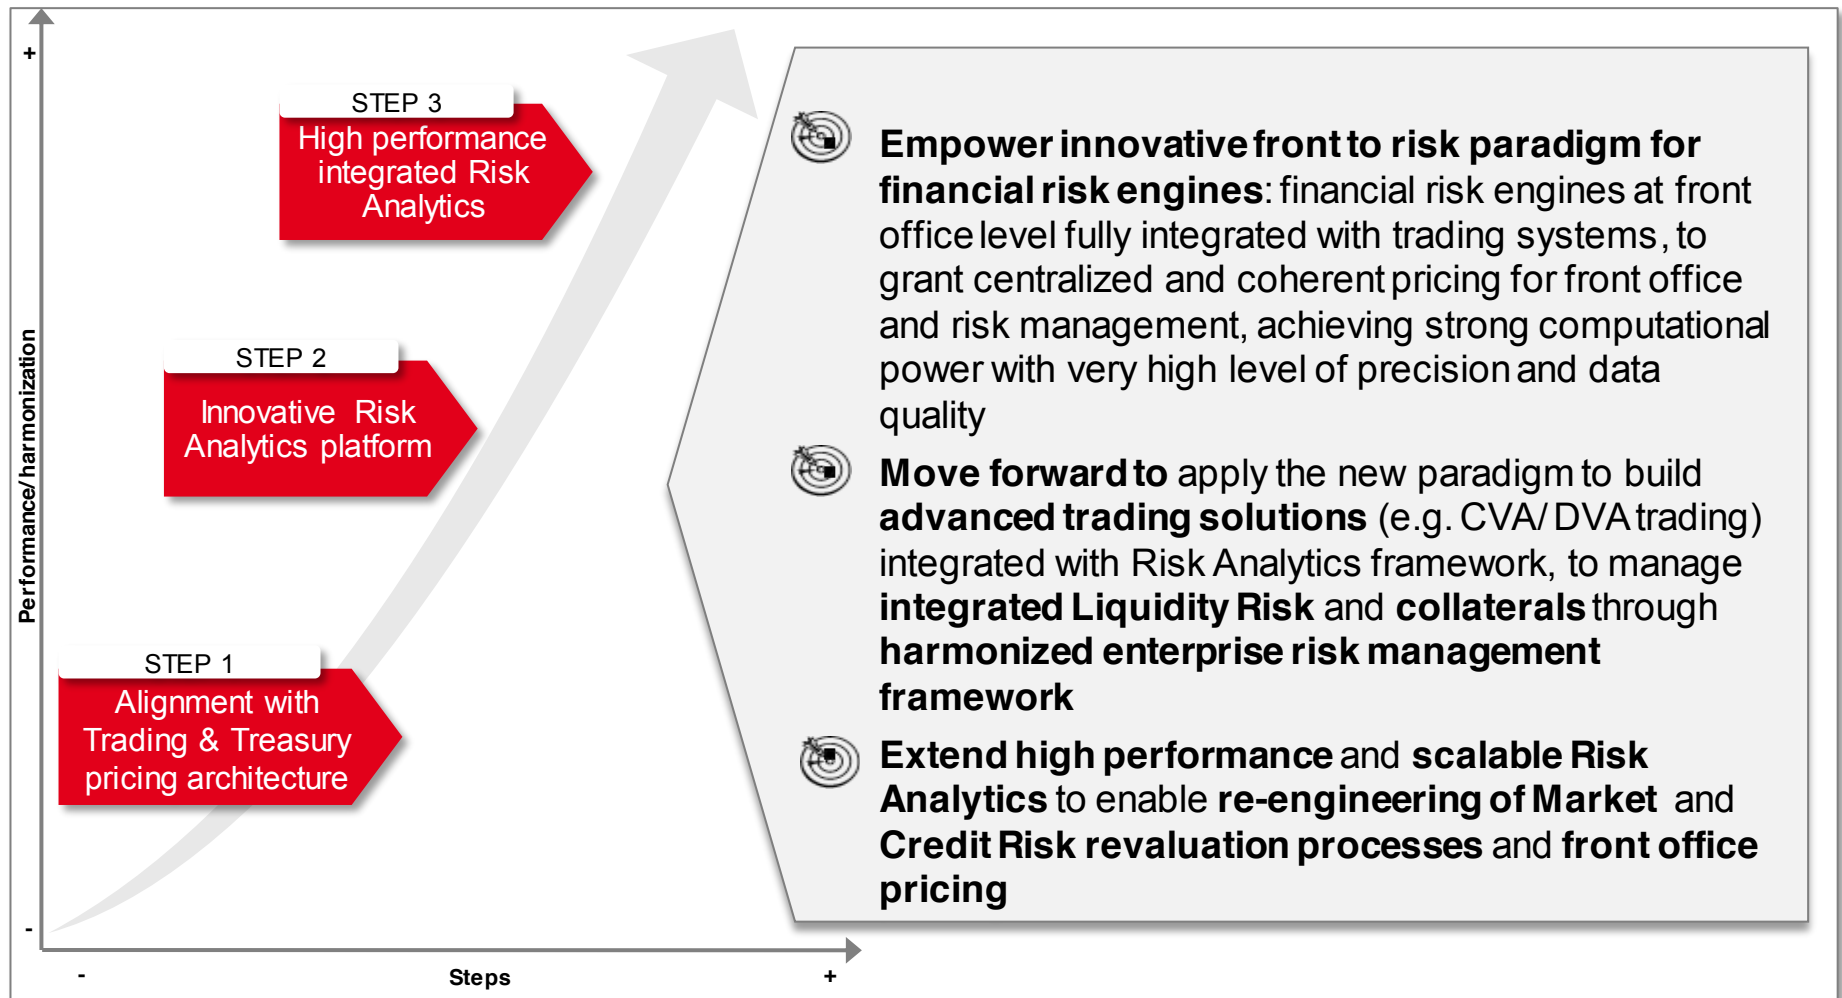 +
STEP 3
High performance
integrated Risk
Analytics
STEP 2
Innovative Risk
Analytics platform
STEP 1
Alignment with
Trading & Treasury
pricing architecture
Performance/ harmonization
-
-
Steps
+
Empower innovative front to risk paradigm for
financial risk engines: financial risk engines at front
office level fully integrated with trading systems, to
grant centralized and coherent pricing for front office
and risk management, achieving strong computational
power with very high level of precision and data
quality
Move forward to apply the new paradigm to build
advanced trading solutions (e.g. CVA/ DVA trading)
integrated with Risk Analytics framework, to manage
integrated Liquidity Risk and collaterals through
harmonized enterprise risk management
framework
Extend high performance and scalable Risk
Analytics to enable re-engineering of Market and
Credit Risk revaluation processes and front office
pricing